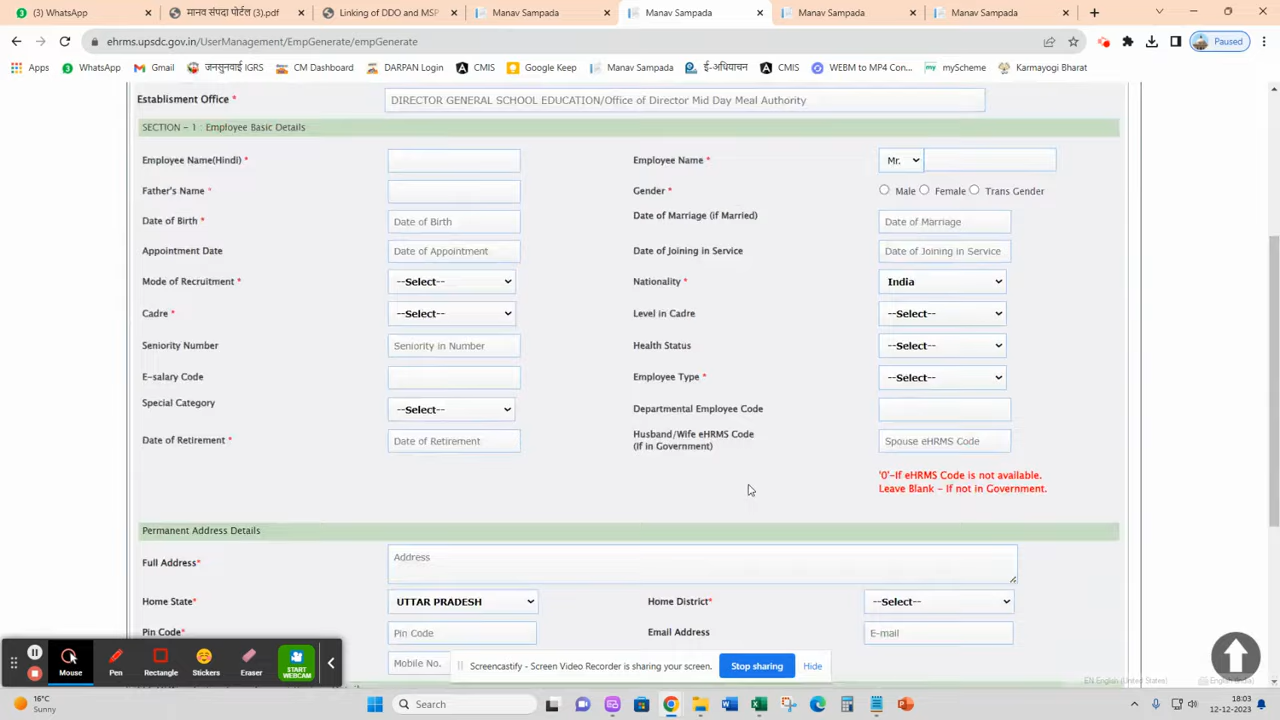 (3) WhatsApp
मानव संपदा पोर्टल (3).pdf
Linking of DDO and MSP
Manav Sampada
Manav Sampada
Manav Sampada
Manav Sampada
ehrms.upsdc.gov.in/UserManagement/EmpGenerate/empGenerate
Paused
Apps
WhatsApp
Gmail
जनसुनवाई IGRS
CM Dashboard
DARPAN Login
CMIS
Google Keep
Manav Sampada
ई-अधियाचन
CMIS
WEBM to MP4 Con...
myScheme
Karmayogi Bharat
Establisment Office *
DIRECTOR GENERAL SCHOOL EDUCATION/Office of Director Mid Day Meal Authority
SECTION - 1 : Employee Basic Details
Employee Name(Hindi) *
Employee Name *
Mr.
Father's Name *
Gender *
Male
Female
Trans Gender
Date of Birth *
Date of Birth
Date of Marriage (if Married)
Date of Marriage
Appointment Date
Date of Appointment
Date of Joining in Service
Date of Joining in Service
Mode of Recruitment *
--Select--
Nationality *
India
Cadre *
--Select--
Level in Cadre
--Select--
Seniority Number
Seniority in Number
Health Status
--Select--
E-salary Code
Employee Type *
--Select--
Special Category
--Select--
Departmental Employee Code
Date of Retirement *
Date of Retirement
Husband/Wife eHRMS Code
(If in Government)
Spouse eHRMS Code
'0'-If eHRMS Code is not available.
Leave Blank - If not in Government.
Permanent Address Details
Full Address*
Address
Home State*
UTTAR PRADESH
Home District*
--Select--
Pin Code*
Pin Code
Email Address
E-mail
Mobile No.
Mouse
Pen
Rectangle
Stickers
Eraser
START
WEBCAM
Screencastify - Screen Video Recorder is sharing your screen.
Stop sharing
Hide
EN English (United States)
English (India)
16°C
Sunny
Search
18:03
12-12-2023